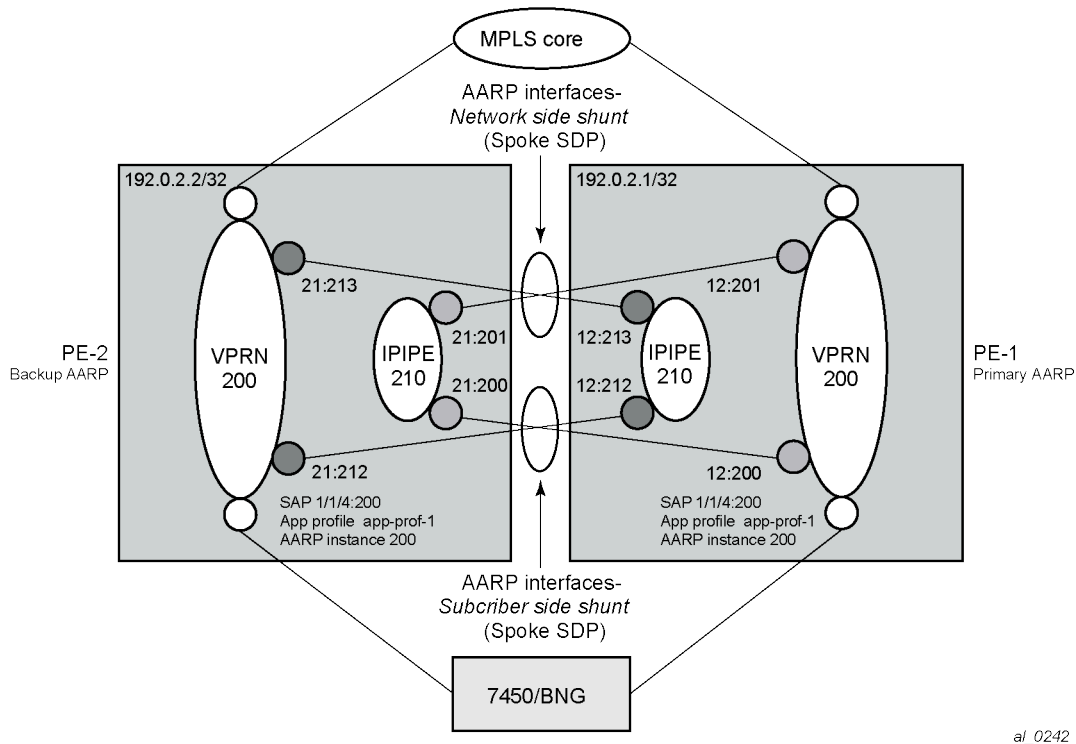 MPLS core
AARP interfaces-
Network side shunt
(Spoke SDP)
192.0.2.2/32
192.0.2.1/32
21:213
12:201
21:201
12:213
PE-2
Backup AARP
VPRN
200
IPIPE
210
IPIPE
210
VPRN
200
PE-1
Primary AARP
21:200
12:212
21:212
12:200
SAP 1/1/4:200
App profile app-prof-1
AARP instance 200
SAP 1/1/4:200
App profile app-prof-1
AARP instance 200
AARP interfaces-
Subcriber side shunt
(Spoke SDP)
7450/BNG
al_0242